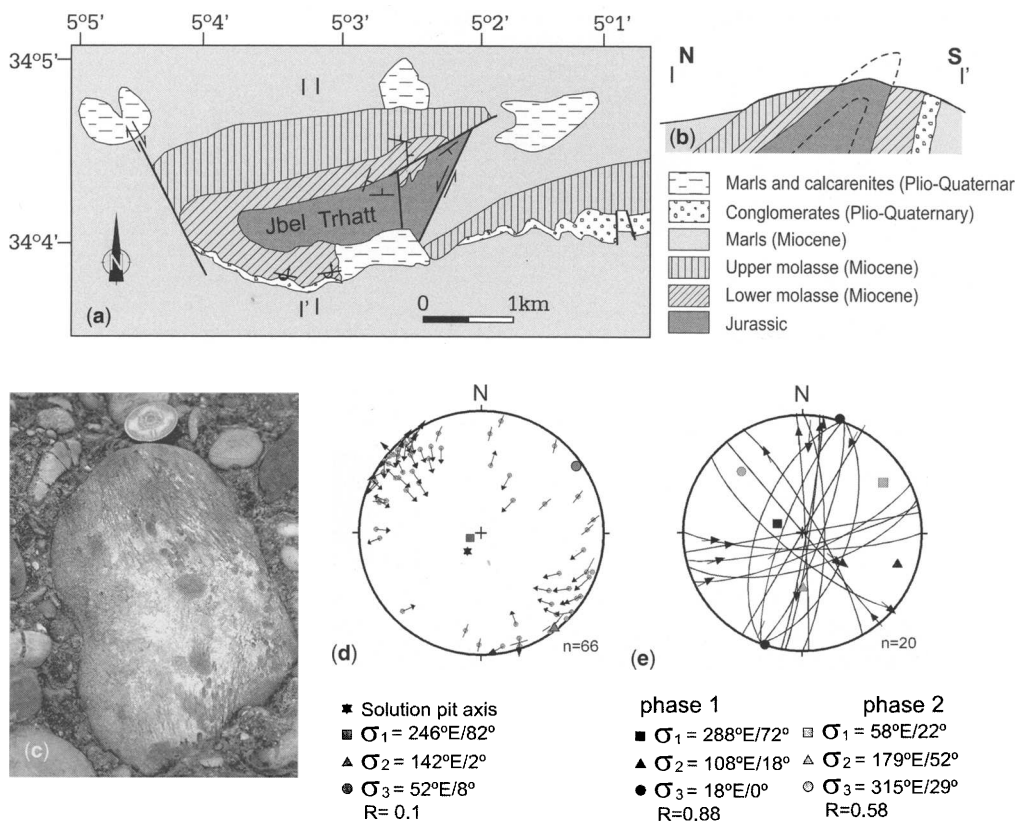 5°5' 5°4' 5°3' 5°2' 5°1'
34°5'
34°4'
I I
Jbel Trhatt
N
I' I
0 1km
(a)
N S
I I'
(b)
Marls and calcarenites (Plio-Quaternar
Conglomerates (Plio-Quaternary)
Marls (Miocene)
Upper molasse (Miocene)
Lower molasse (Miocene)
Jurassic
(c)
N
n=66
(d)
N
n=20
(e)
Solution pit axis
σ1 = 246°E/82°
σ2 = 142°E/2°
σ3 = 52°E/8°
R= 0.1
phase 1
σ1 = 288°E/72°
σ2 = 108°E/18°
σ3 = 18°E/0°
R=0.88
phase 2
σ1 = 58°E/22°
σ2 = 179°E/52°
σ3 = 315°E/29°
R=0.58